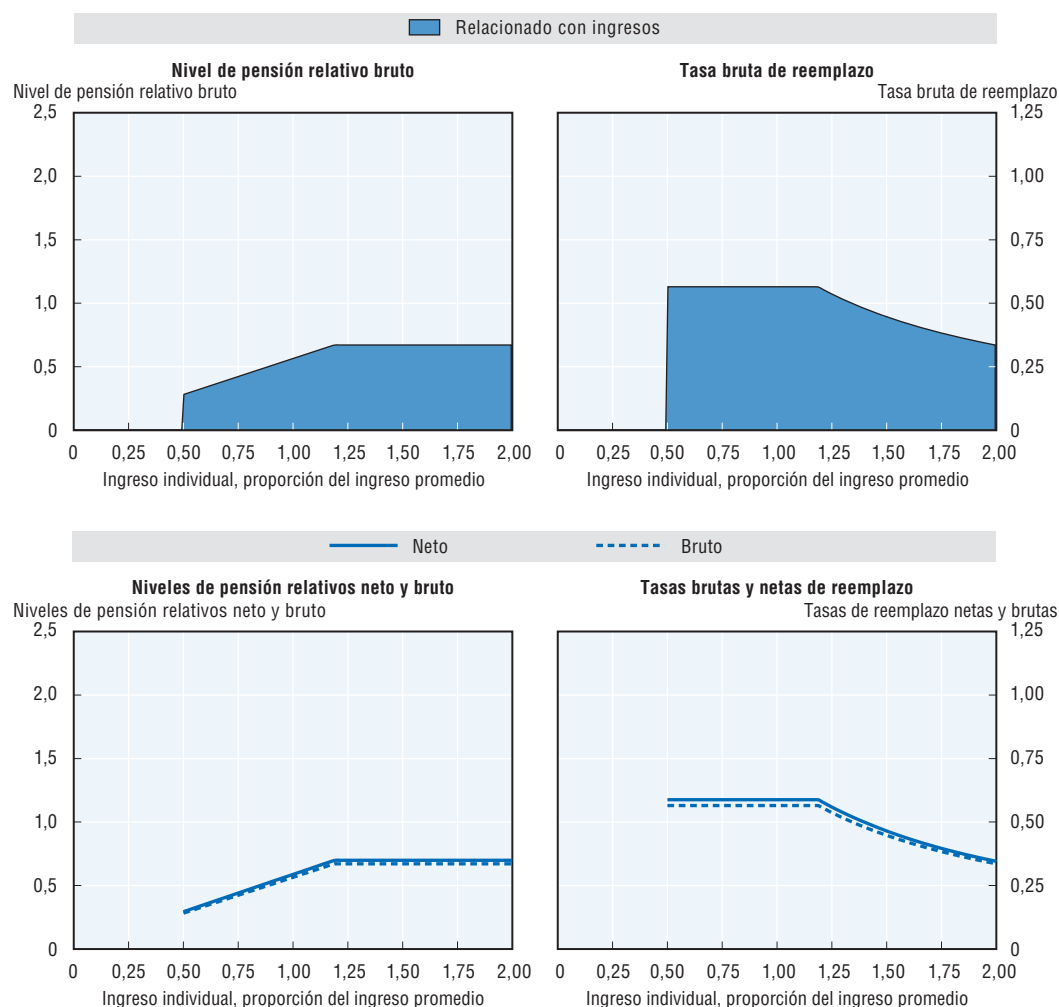 Relacionado con ingresos
Nivel de pensión relativo bruto
Nivel de pensión relativo bruto
2,5
2,0
1,5
1,0
0,5
0
0 0,25 0,50 0,75 1,00 1,25 1,50 1,75 2,00
Ingreso individual, proporción del ingreso promedio
Tasa bruta de reemplazo
Tasa bruta de reemplazo
1,25
1,00
0,75
0,50
0,25
0
0 0,25 0,50 0,75 1,00 1,25 1,50 1,75 2,00
Ingreso individual, proporción del ingreso promedio
Neto Bruto
Niveles de pensión relativos neto y bruto
Niveles de pensión relativos neto y bruto
2,5
2,0
1,5
1,0
0,5
0
0 0,25 0,50 0,75 1,00 1,25 1,50 1,75 2,00
Ingreso individual, proporción del ingreso promedio
Tasas brutas y netas de reemplazo
Tasas de reemplazo netas y brutas
1,25
1,00
0,75
0,50
0,25
0
0 0,25 0,50 0,75 1,00 1,25 1,50 1,75 2,00
Ingreso individual, proporción del ingreso promedio